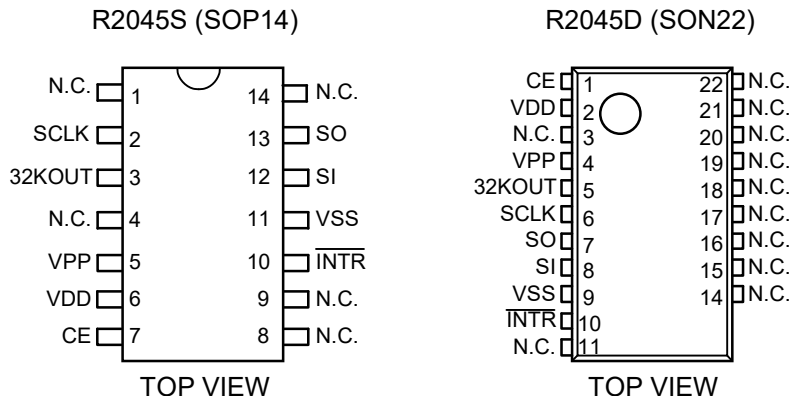 R2045S (SOP14)
N.C. 1 14 N.C.
SCLK 2 13 SO
32KOUT 3 12 SI
N.C. 4 11 VSS
VPP 5 10 INTR
VDD 6 9 N.C.
CE 7 8 N.C.
TOP VIEW
R2045D (SON22)
CE 1 22 N.C.
VDD 2 21 N.C.
N.C. 3 20 N.C.
VPP 4 19 N.C.
32KOUT 5 18 N.C.
SCLK 6 17 N.C.
SO 7 16 N.C.
SI 8 15 N.C.
VSS 9 14 N.C.
INTR 10
N.C. 11
TOP VIEW